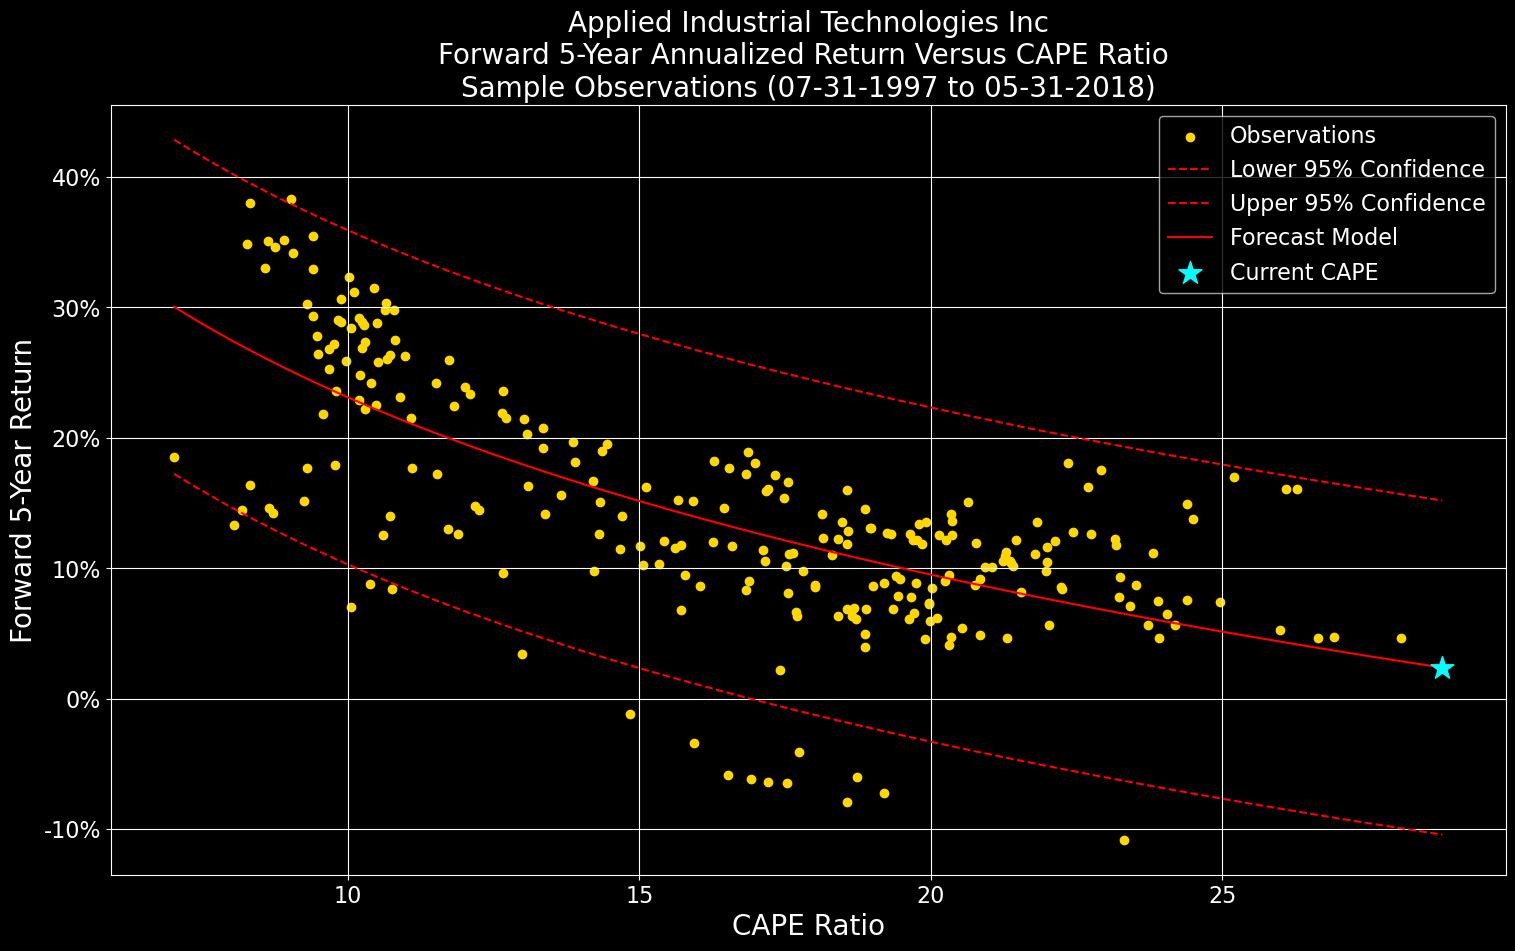 Applied Industrial Technologies Inc
Forward 5-Year Annualized Return Versus CAPE Ratio
Sample Observations (07-31-1997 to 05-31-2018)
Observations
Lower 95% Confidence
Upper 95% Confidence
Forecast Model
Current CAPE
Forward 5-Year Return
40%
30%
20%
10%
0%
-10%
10
15
20
25
CAPE Ratio